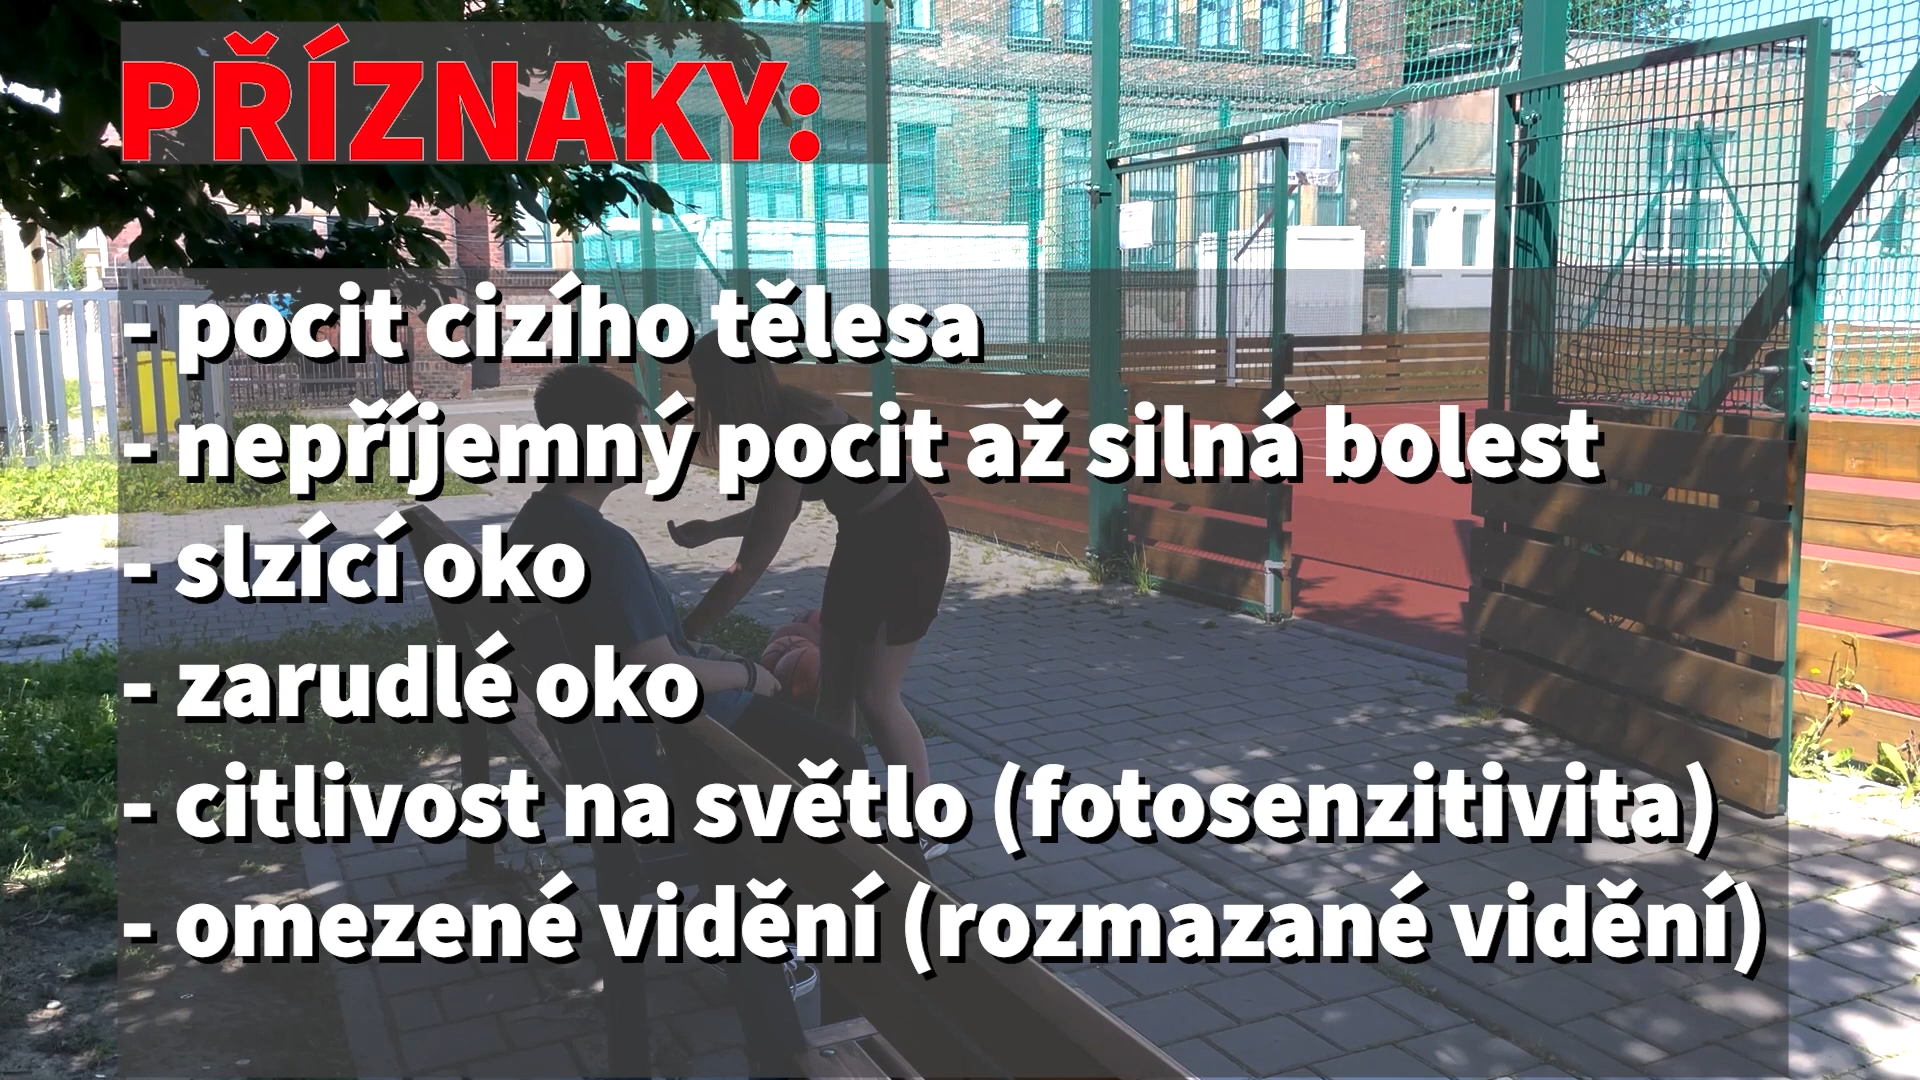 PŘÍZNAKY:
- pocit cizího tělesa
- nepříjemný pocit až silná bolest
- slzící oko
- zarudlé oko
- citlivost na světlo (fotosenzitivita)
- omezené vidění (rozmazané vidění)